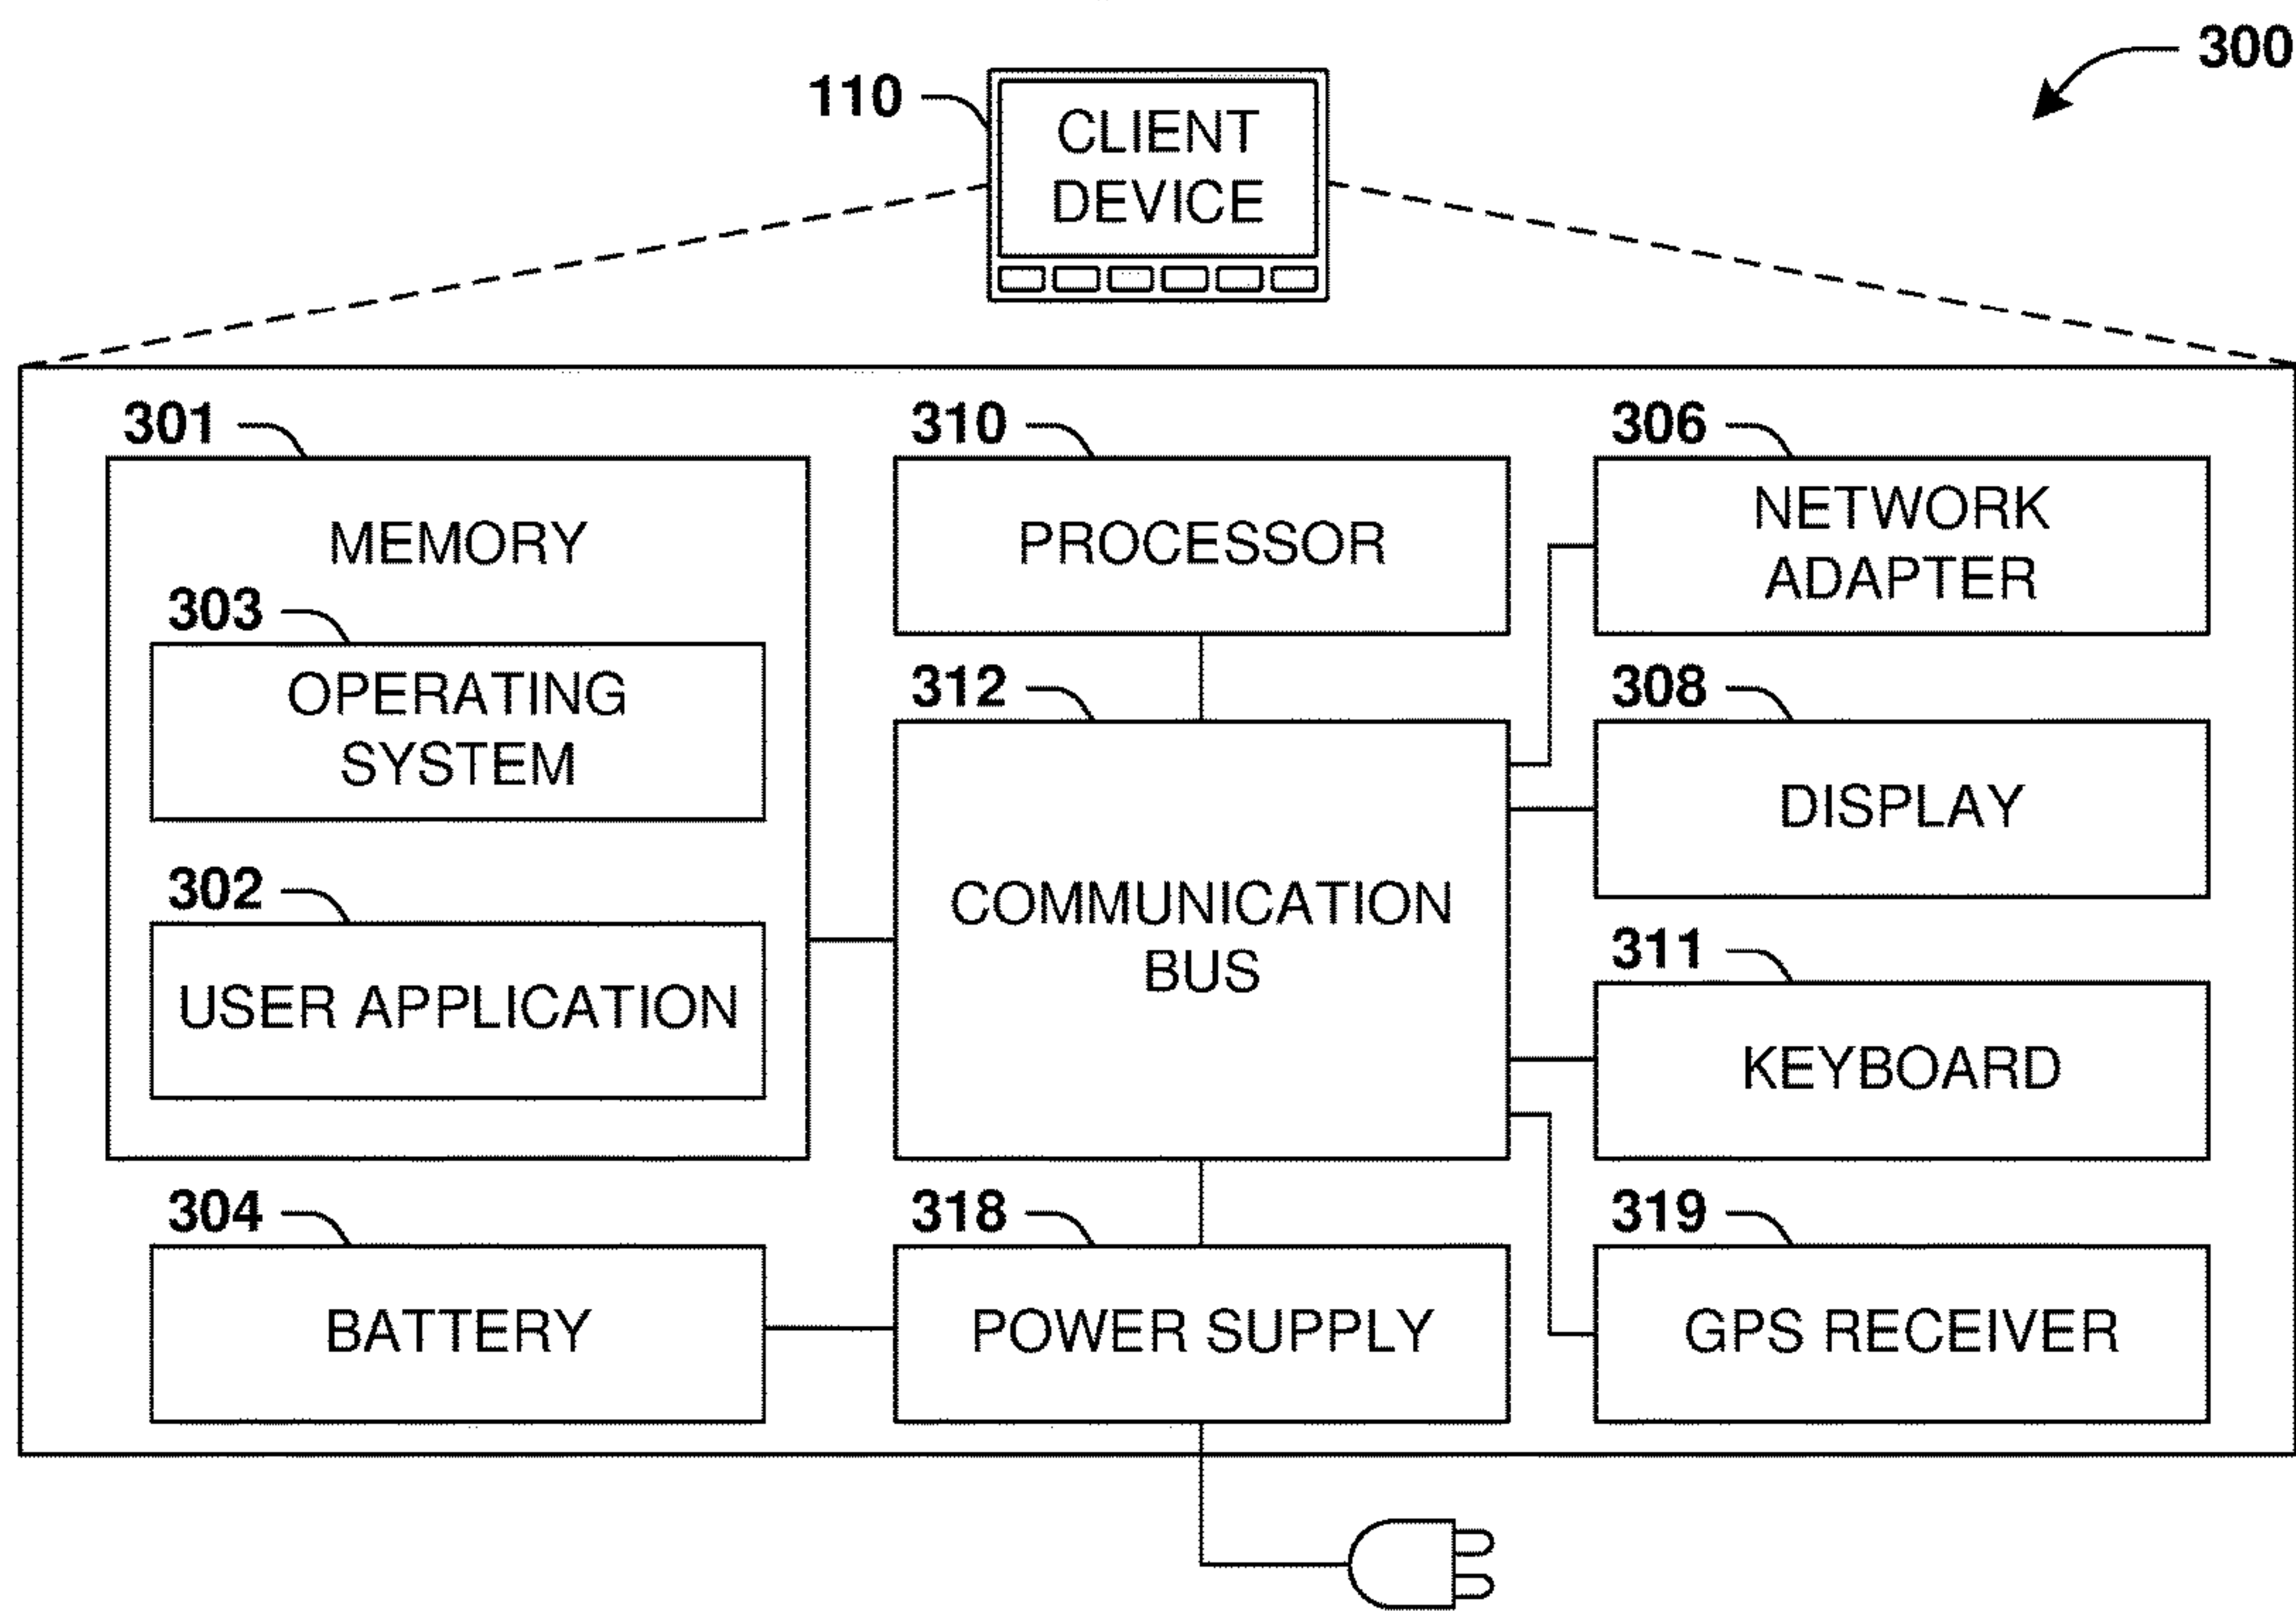 300
110
CLIENT
DEVICE
301
MEMORY
303
OPERATING
SYSTEM
302
USER APPLICATION
304
BATTERY
310
PROCESSOR
312
COMMUNICATION
BUS
318
POWER SUPPLY
306
NETWORK
ADAPTER
308
DISPLAY
311
KEYBOARD
319
GPS RECEIVER